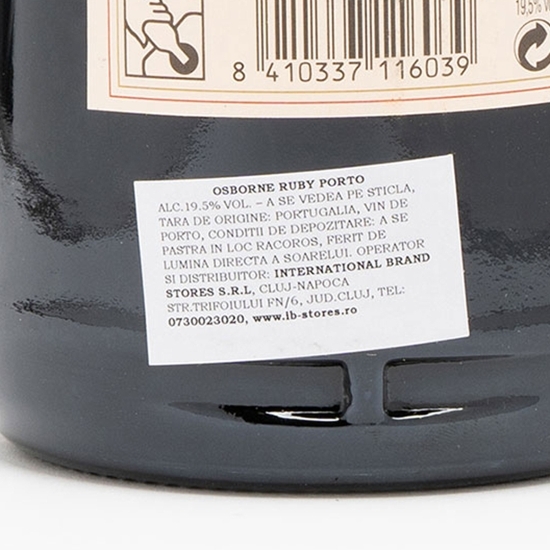 19,5%
8 410337 116039
OSBORNE RUBY PORTO
ALC.19.5% VOL. – A SE VEDEA PE STICLA,
TARA DE ORIGINE: PORTUGALIA, VIN DE
PORTO, CONDITII DE DEPOZITARE: A SE
PASTRA IN LOC RACOROS, FERIT DE
LUMINA DIRECTA A SOARELUI. OPERATOR
SI DISTRIBUITOR: INTERNATIONAL BRAND
STORES S.R.L, CLUJ-NAPOCA
STR.TRIFOIULUI FN/6, JUD.CLUJ, TEL:
0730023020, www.ib-stores.ro